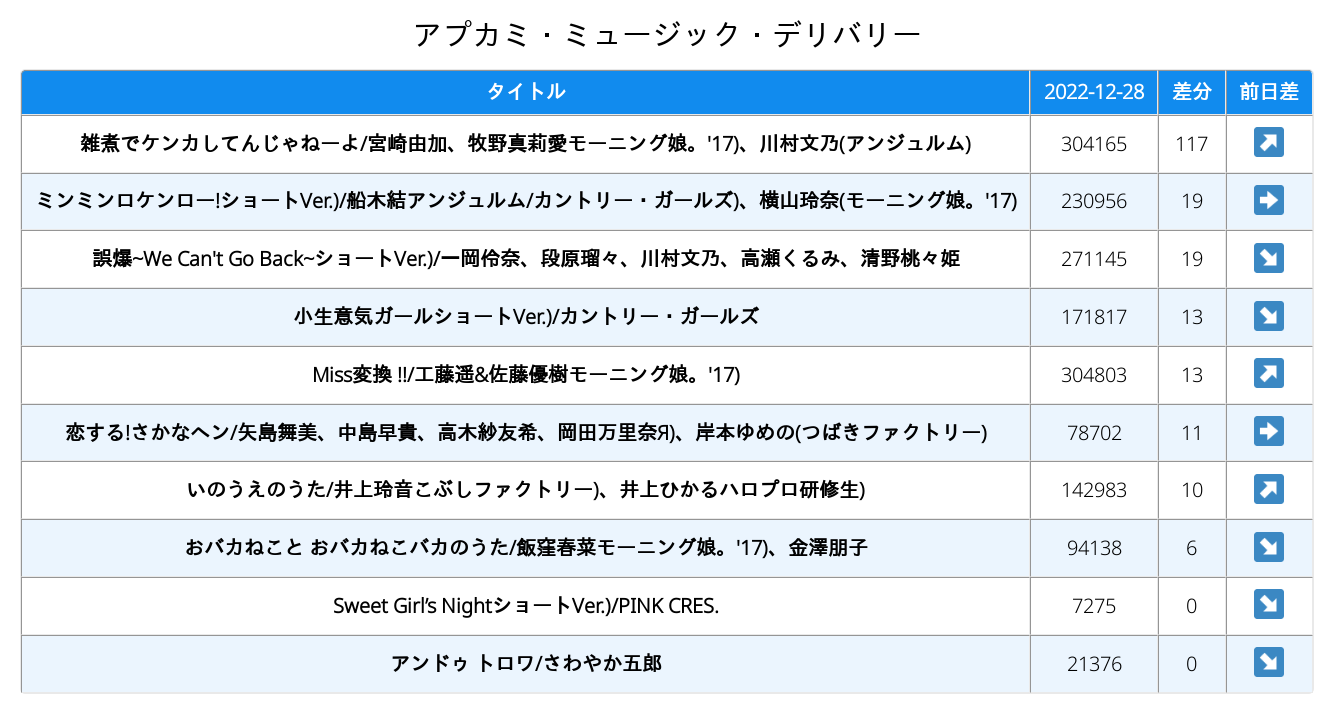 アプカミ・ミュージック・デリバリー
タイトル 2022-12-28 差分 前日差
雑煮でケンカしてんじゃねーよ/宮崎由加、牧野真莉愛モーニング娘。'17)、川村文乃(アンジュルム) 304165 117 ↗
ミンミンロケンロー!ショートVer.)/船木結アンジュルム/カントリー・ガールズ)、横山玲奈(モーニング娘。'17) 230956 19 ➡
誤爆~We Can't Go Back~ショートVer.)/一岡伶奈、段原瑠々、川村文乃、高瀬くるみ、清野桃々姫 271145 19 ↘
小生意気ガールショートVer.)/カントリー・ガールズ 171817 13 ↘
Miss変換 !!/工藤遥&佐藤優樹モーニング娘。'17) 304803 13 ↗
恋する!さかなヘン/矢島舞美、中島早貴、高木紗友希、岡田万里奈Я)、岸本ゆめの(つばきファクトリー) 78702 11 ➡
いのうえのうた/井上玲音こぶしファクトリー)、井上ひかるハロプロ研修生) 142983 10 ↗
おバカねこと おバカねこバカのうた/飯窪春菜モーニング娘。'17)、金澤朋子 94138 6 ↘
Sweet Girl’s NightショートVer.)/PINK CRES. 7275 0 ↘
アンドゥ トロワ/さわやか五郎 21376 0 ↘